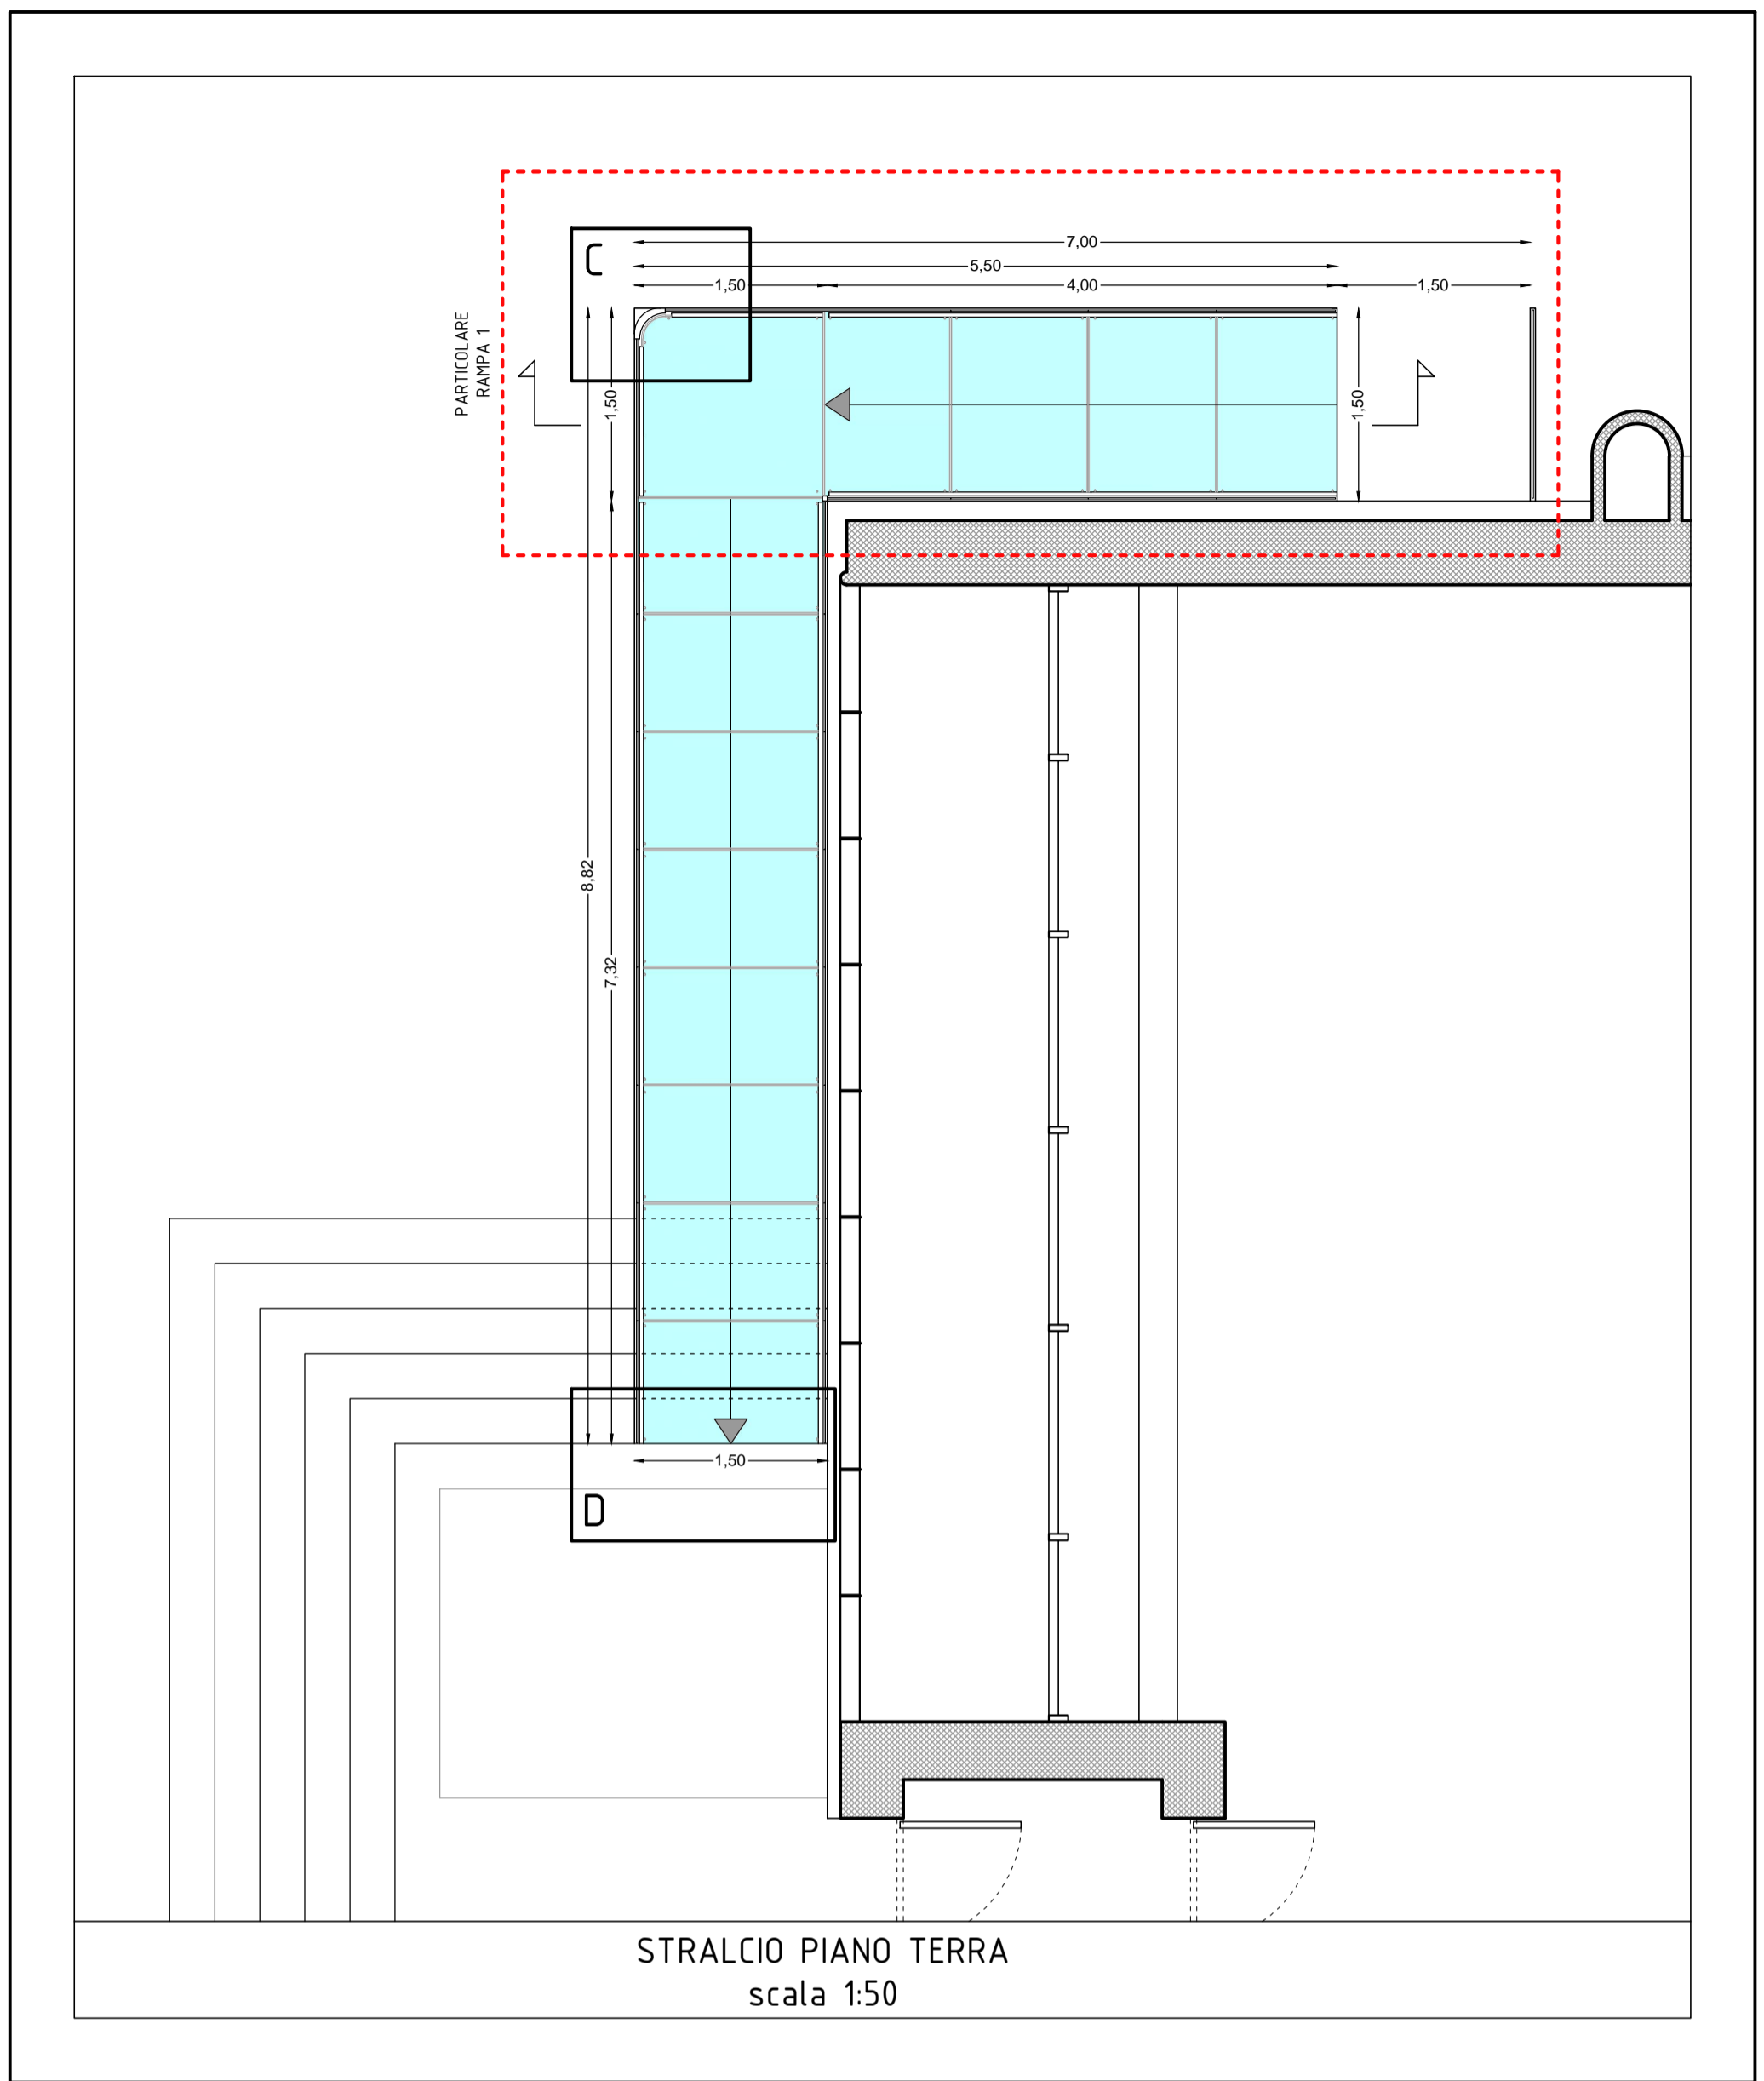 C
7,00
5,50
1,50
4,00
1,50
PARTICOLARE
RAMPA 1
1,50
1,50
8,82
7,32
1,50
D
STRALCIO PIANO TERRA
scala 1:50